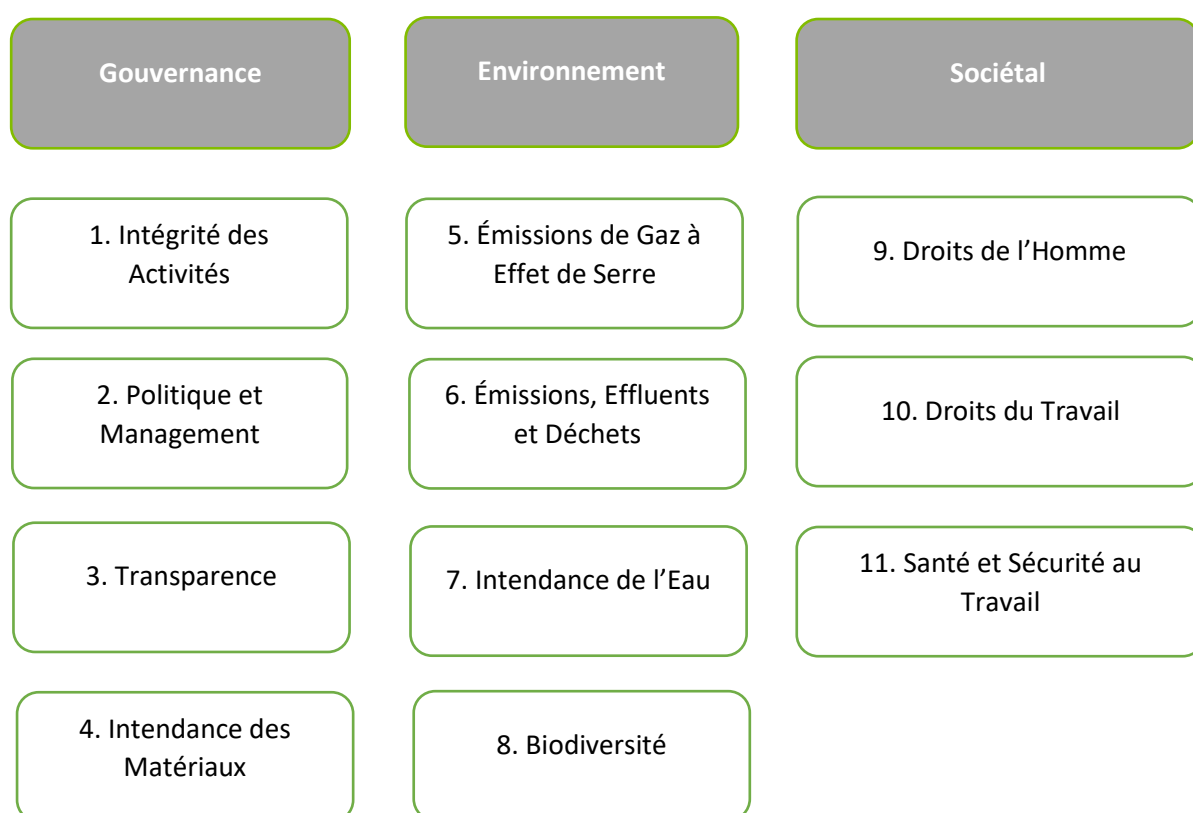 Gouvernance
Environnement
Sociétal
1. Intégrité des
Activités
5. Émissions de Gaz à
Effet de Serre
9. Droits de l’Homme
2. Politique et
Management
6. Émissions, Effluents
et Déchets
10. Droits du Travail
3. Transparence
7. Intendance de l’Eau
11. Santé et Sécurité au
Travail
4. Intendance des
Matériaux
8. Biodiversité